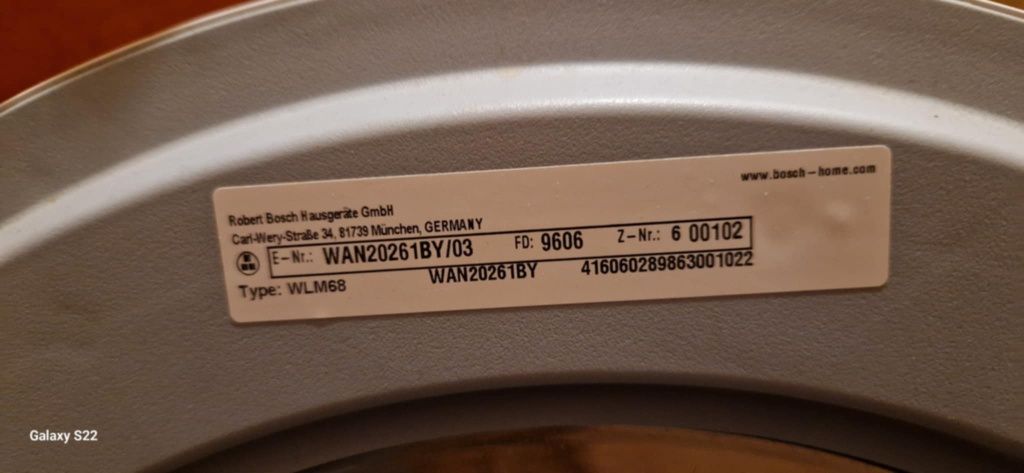 www.bosch-home.com
Robert Bosch Hausgeräte GmbH
Carl-Wery-Straße 34, 81739 München, GERMANY
E-Nr.: WAN20261BY/03 FD: 9606 Z-Nr.: 6 00102
Type: WLM68 WAN20261BY 416060289863001022
Galaxy S22